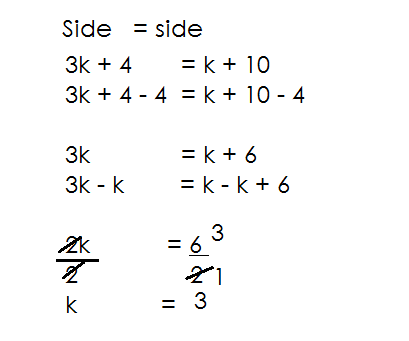 Side = side
3k + 4 = k + 10
3k + 4 - 4 = k + 10 - 4
3k = k + 6
3k - k = k - k + 6
2k = 6 3
2 2 1
k = 3